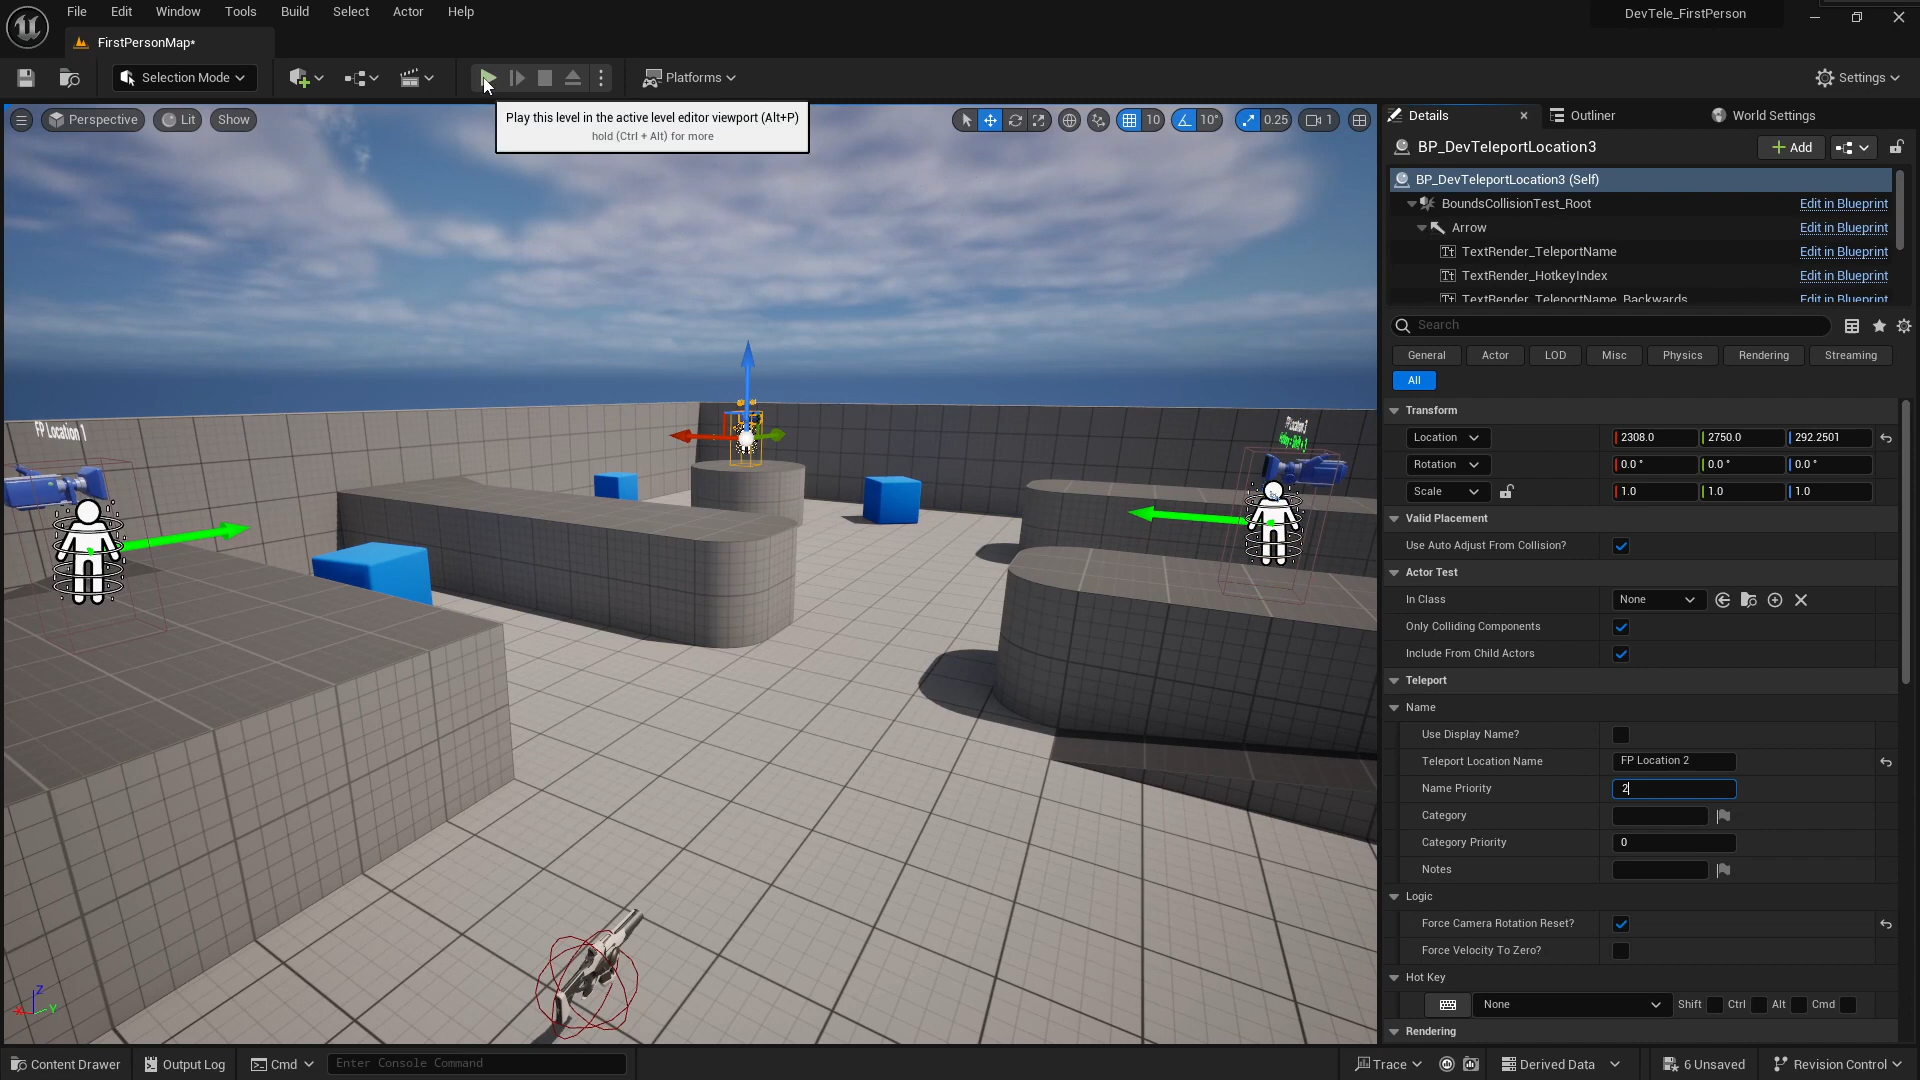 File Edit Window Tools Build Select Actor Help
DevTele_FirstPerson
FirstPersonMap*
Selection Mode
Platforms
Settings
Play this level in the active level editor viewport (Alt+P)
hold (Ctrl + Alt) for more
Perspective Lit Show
10 10° 0.25 1
Details Outliner World Settings
BP_DevTeleportLocation3
Add
BP_DevTeleportLocation3 (Self)
BoundsCollisionTest_Root Edit in Blueprint
Arrow Edit in Blueprint
TextRender_TeleportName Edit in Blueprint
TextRender_HotkeyIndex Edit in Blueprint
TextRender_TeleportName_Backwards Edit in Blueprint
Search
General Actor LOD Misc Physics Rendering Streaming
All
Transform
Location 2308.0 2750.0 292.2501
Rotation 0.0° 0.0° 0.0°
Scale 1.0 1.0 1.0
Valid Placement
Use Auto Adjust From Collision?
Actor Test
In Class None
Only Colliding Components
Include From Child Actors
Teleport
Name
Use Display Name?
Teleport Location Name FP Location 2
Name Priority 2
Category
Category Priority 0
Notes
Logic
Force Camera Rotation Reset?
Force Velocity To Zero?
Hot Key
None Shift Ctrl Alt Cmd
Rendering
FP Location 1
FP Location 3
Z
X Y
Content Drawer Output Log Cmd Enter Console Command
Trace Derived Data 6 Unsaved Revision Control